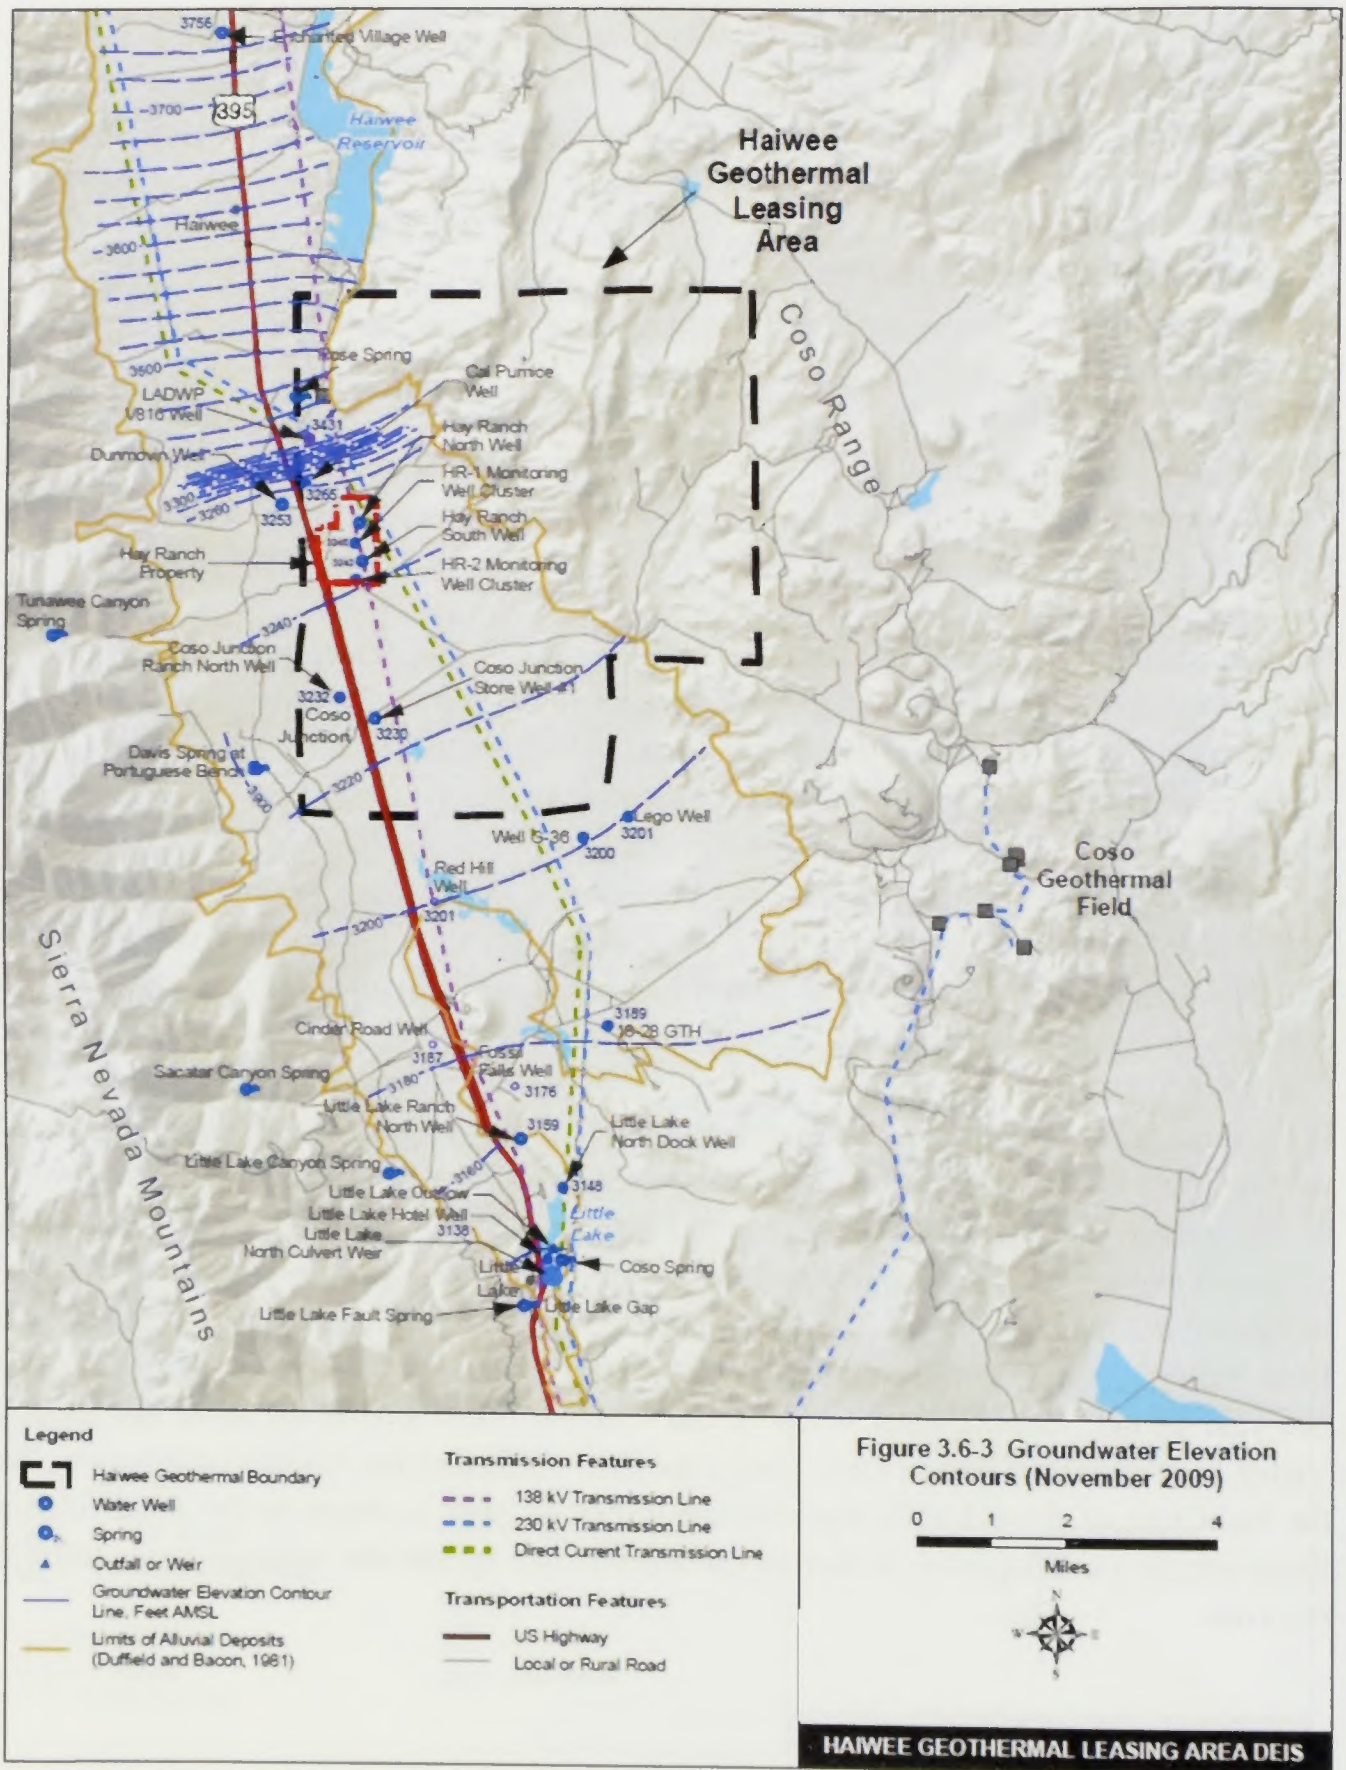 3756
Enchanted Village Well
3700
395
Haiwee
Reservoir
Haiwee
Geothermal
Leasing
Area
Haiwee
3600
Coso Range
Rose Spring
3500
Cal Pumice
Well
LADWP
V816 Well
3431
Hay Ranch
North Well
Dunmovin Well
HR-1 Monitoring
Well Cluster
3265
3300
3260
3253
Hay Ranch
South Well
Hay Ranch
Property
HR-2 Monitoring
Well Cluster
Tunawee Canyon
Spring
3240
Coso Junction
Ranch North Well
Coso Junction
Store Well #1
3232
Coso
Junction
3230
Davis Spring at
Portuguese Bench
3220
3900
Lego Well
3201
Well G-36
3200
Coso
Geothermal
Field
Red Hill
Well
3201
3200
Sierra Nevada Mountains
3189
18-28 GTH
Cinder Road Well
3187
Fossil
Falls Well
3176
Sacatar Canyon Spring
3180
Little Lake Ranch
North Well
3159
Little Lake
North Dock Well
Little Lake Canyon Spring
3160
3148
Little Lake Outflow
Little Lake Hotel Well
Little
Lake
Little Lake
North Culvert Weir
3138
Little
Lake
Coso Spring
Little Lake Fault Spring
Little Lake Gap
Legend
Haiwee Geothermal Boundary
Water Well
Spring
Outfall or Weir
Groundwater Elevation Contour
Line, Feet AMSL
Limits of Alluvial Deposits
(Duffield and Bacon, 1981)
Transmission Features
138 kV Transmission Line
230 kV Transmission Line
Direct Current Transmission Line
Transportation Features
US Highway
Local or Rural Road
Figure 3.6-3 Groundwater Elevation
Contours (November 2009)
0 1 2 4
Miles
N
W E
S
HAIWEE GEOTHERMAL LEASING AREA DEIS